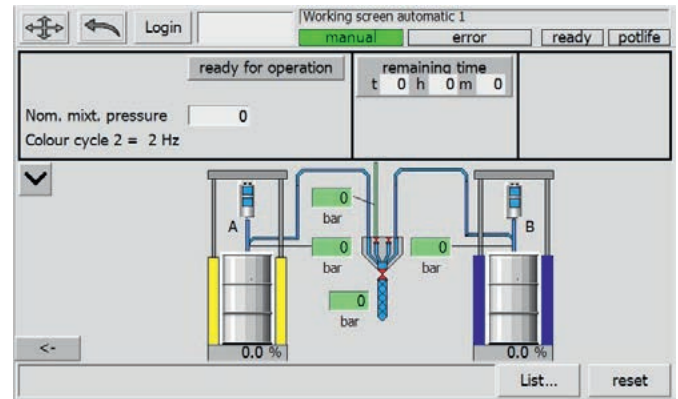 Login
Working screen automatic 1
manual error ready potlife
ready for operation
remaining time
t 0 h 0 m 0
Nom. mixt. pressure 0
Colour cycle 2 = 2 Hz
0
bar
A
B
0
bar
0
bar
0
bar
0.0 %
0.0 %
<-
List...
reset